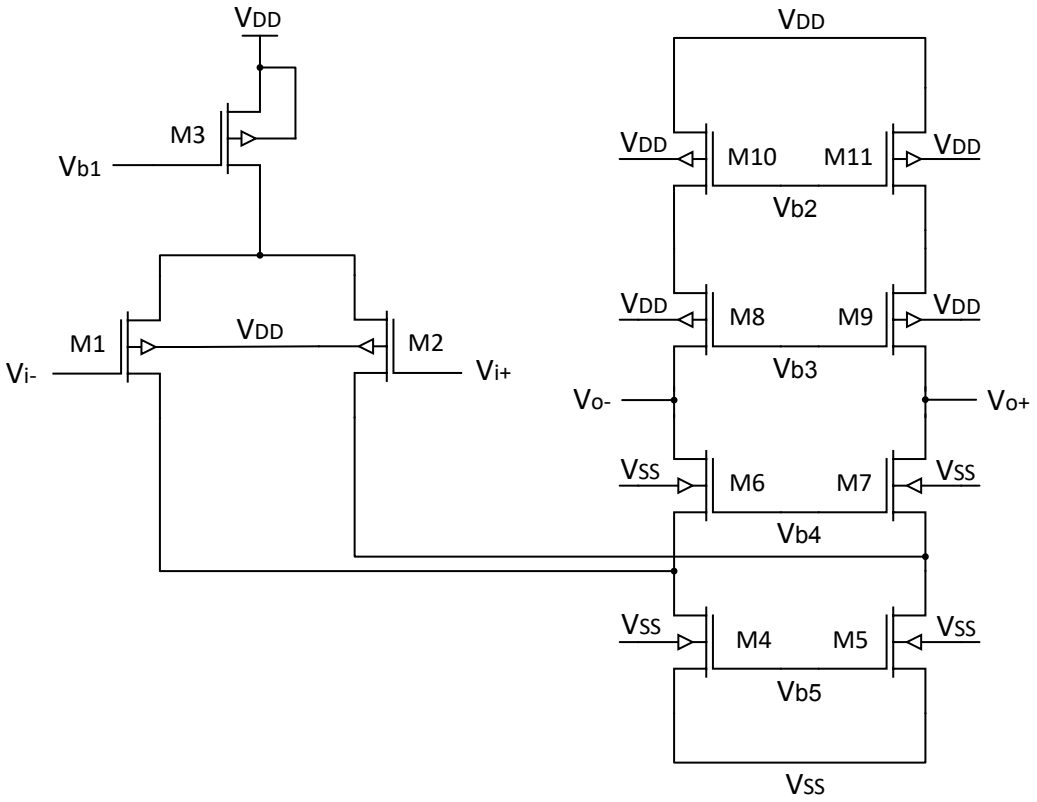 VDD
VDD
M3
Vb1
VDD
M10
M11
VDD
Vb2
VDD
M8
M9
VDD
Vb3
M1
VDD
M2
Vi-
Vi+
Vo-
Vo+
VSS
M6
M7
VSS
Vb4
VSS
M4
M5
VSS
Vb5
VSS